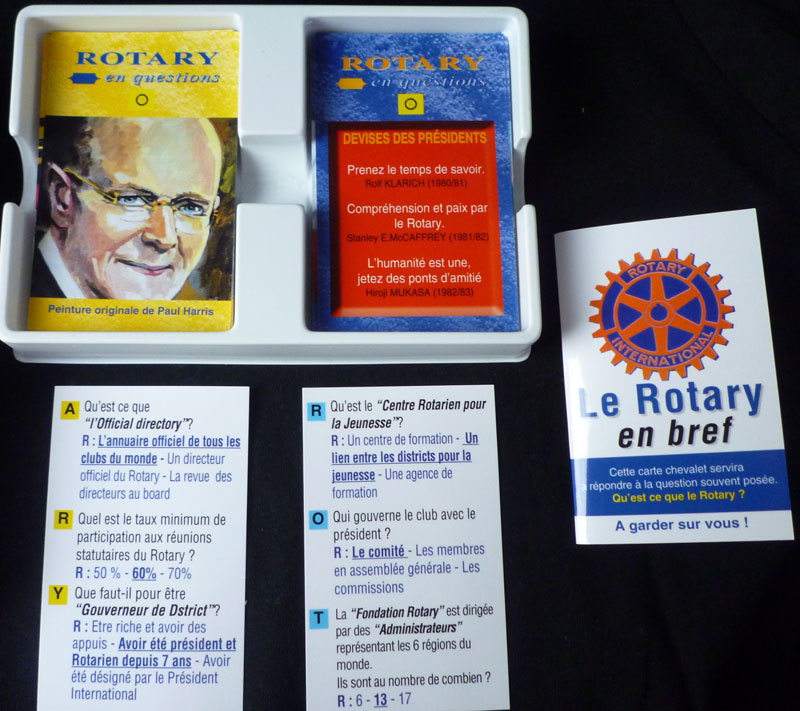 ROTARY
en questions
O
Peinture originale de Paul Harris
ROTARY
en questions
O
DEVISES DES PRÉSIDENTS
Prenez le temps de savoir.
Rolf KLARICH (1980/81)
Compréhension et paix par
le Rotary.
Stanley E.McCAFFREY (1981/82)
L'humanité est une,
jetez des ponts d'amitié
Hiroji MUKASA (1982/83)
ROTARY
INTERNATIONAL
Le Rotary
en bref
Cette carte chevalet servira
à répondre à la question souvent posée.
Qu'est ce que le Rotary ?
A garder sur vous !
A Qu'est ce que
"l'Official directory"?
R : L'annuaire officiel de tous les
clubs du monde - Un directeur
officiel du Rotary - La revue des
directeurs au board
R Quel est le taux minimum de
participation aux réunions
statutaires du Rotary ?
R : 50 % - 60% - 70%
Y Que faut-il pour être
"Gouverneur de Dstrict"?
R : Etre riche et avoir des
appuis - Avoir été président et
Rotarien depuis 7 ans - Avoir
été désigné par le Président
International
R Qu'est le "Centre Rotarien pour
la Jeunesse"?
R : Un centre de formation - Un
lien entre les districts pour la
jeunesse - Une agence de
formation
O Qui gouverne le club avec le
président ?
R : Le comité - Les membres
en assemblée générale - Les
commissions
T La "Fondation Rotary" est dirigée
par des "Administrateurs"
représentant les 6 régions du
monde.
Ils sont au nombre de combien ?
R : 6 - 13 - 17